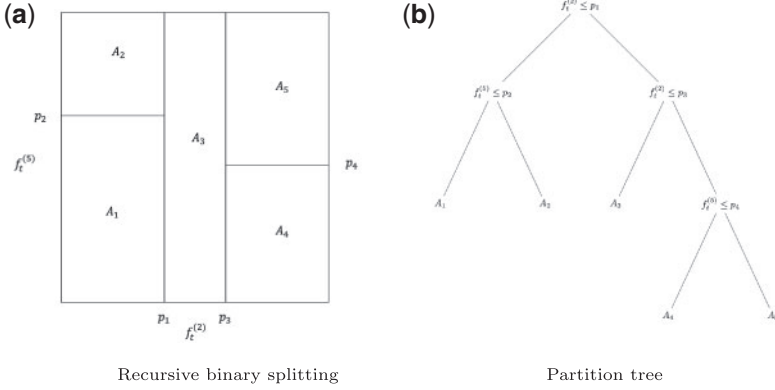 (a)
A₂
A₅
p₂
A₃
f_t^(5)
p₄
A₁
A₄
p₁
p₃
f_t^(2)
Recursive binary splitting
(b)
f_t^(2) ≤ p₁
f_t^(5) ≤ p₂
f_t^(2) ≤ p₃
A₁
A₂
A₃
f_t^(5) ≤ p₄
A₄
Partition tree